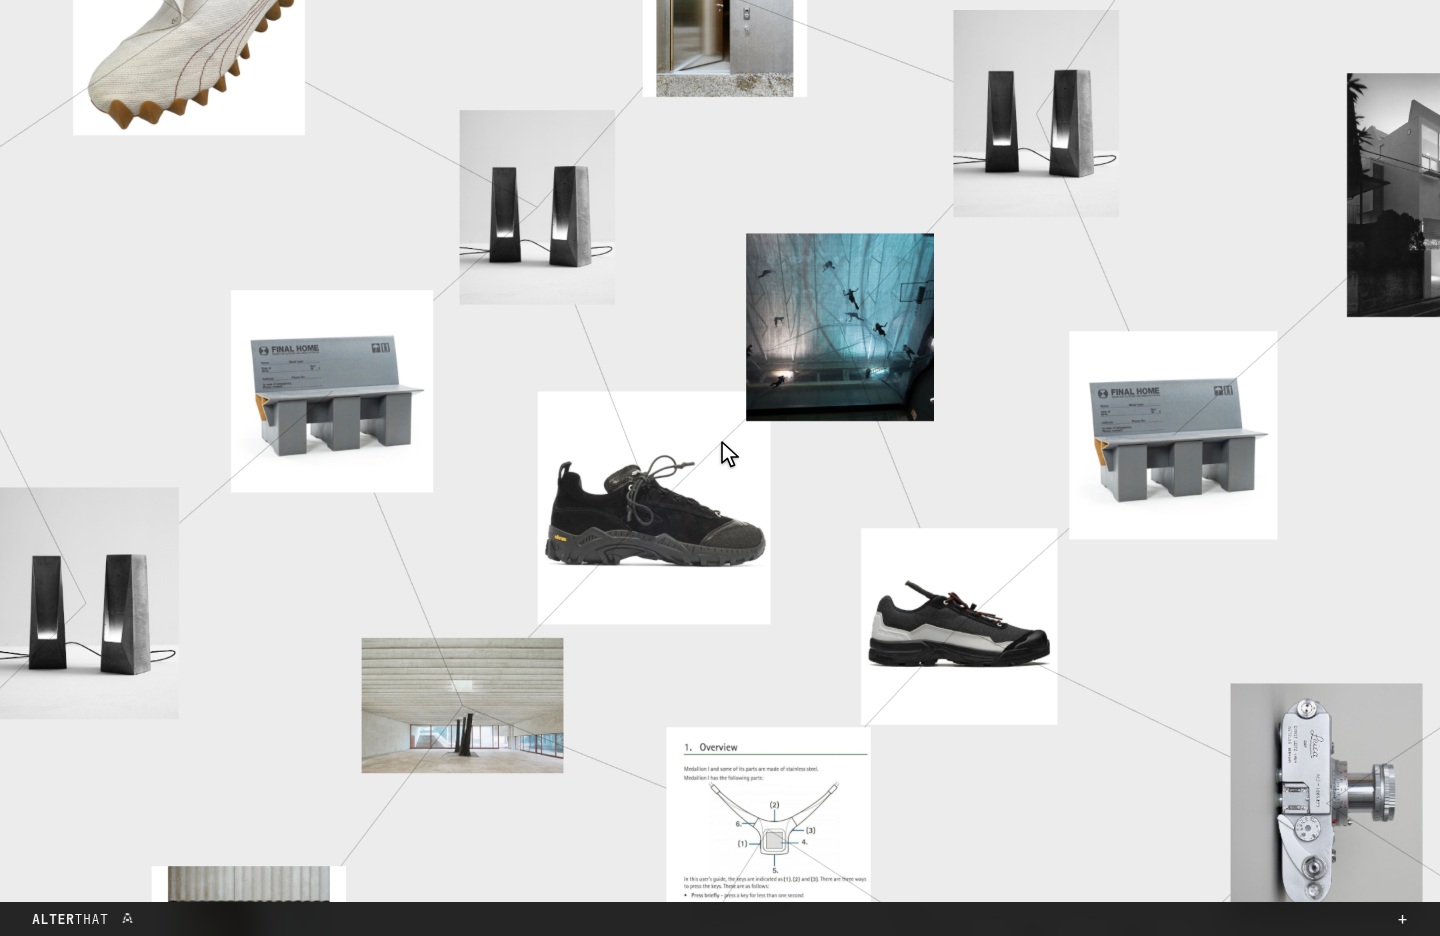 FINAL HOME
FINAL HOME
vibram
Leica
1. Overview
Medallion I and some of its parts are made of stainless steel.
Medallion I has the following parts:
(2)
6.
(3)
(1)
4.
5.
In this user's guide, the keys are indicated as (1), (2) and (3). There are three ways
to press the keys. These are as follows:
• Press briefly - press a key for less than one second
ALTERTHAT
+